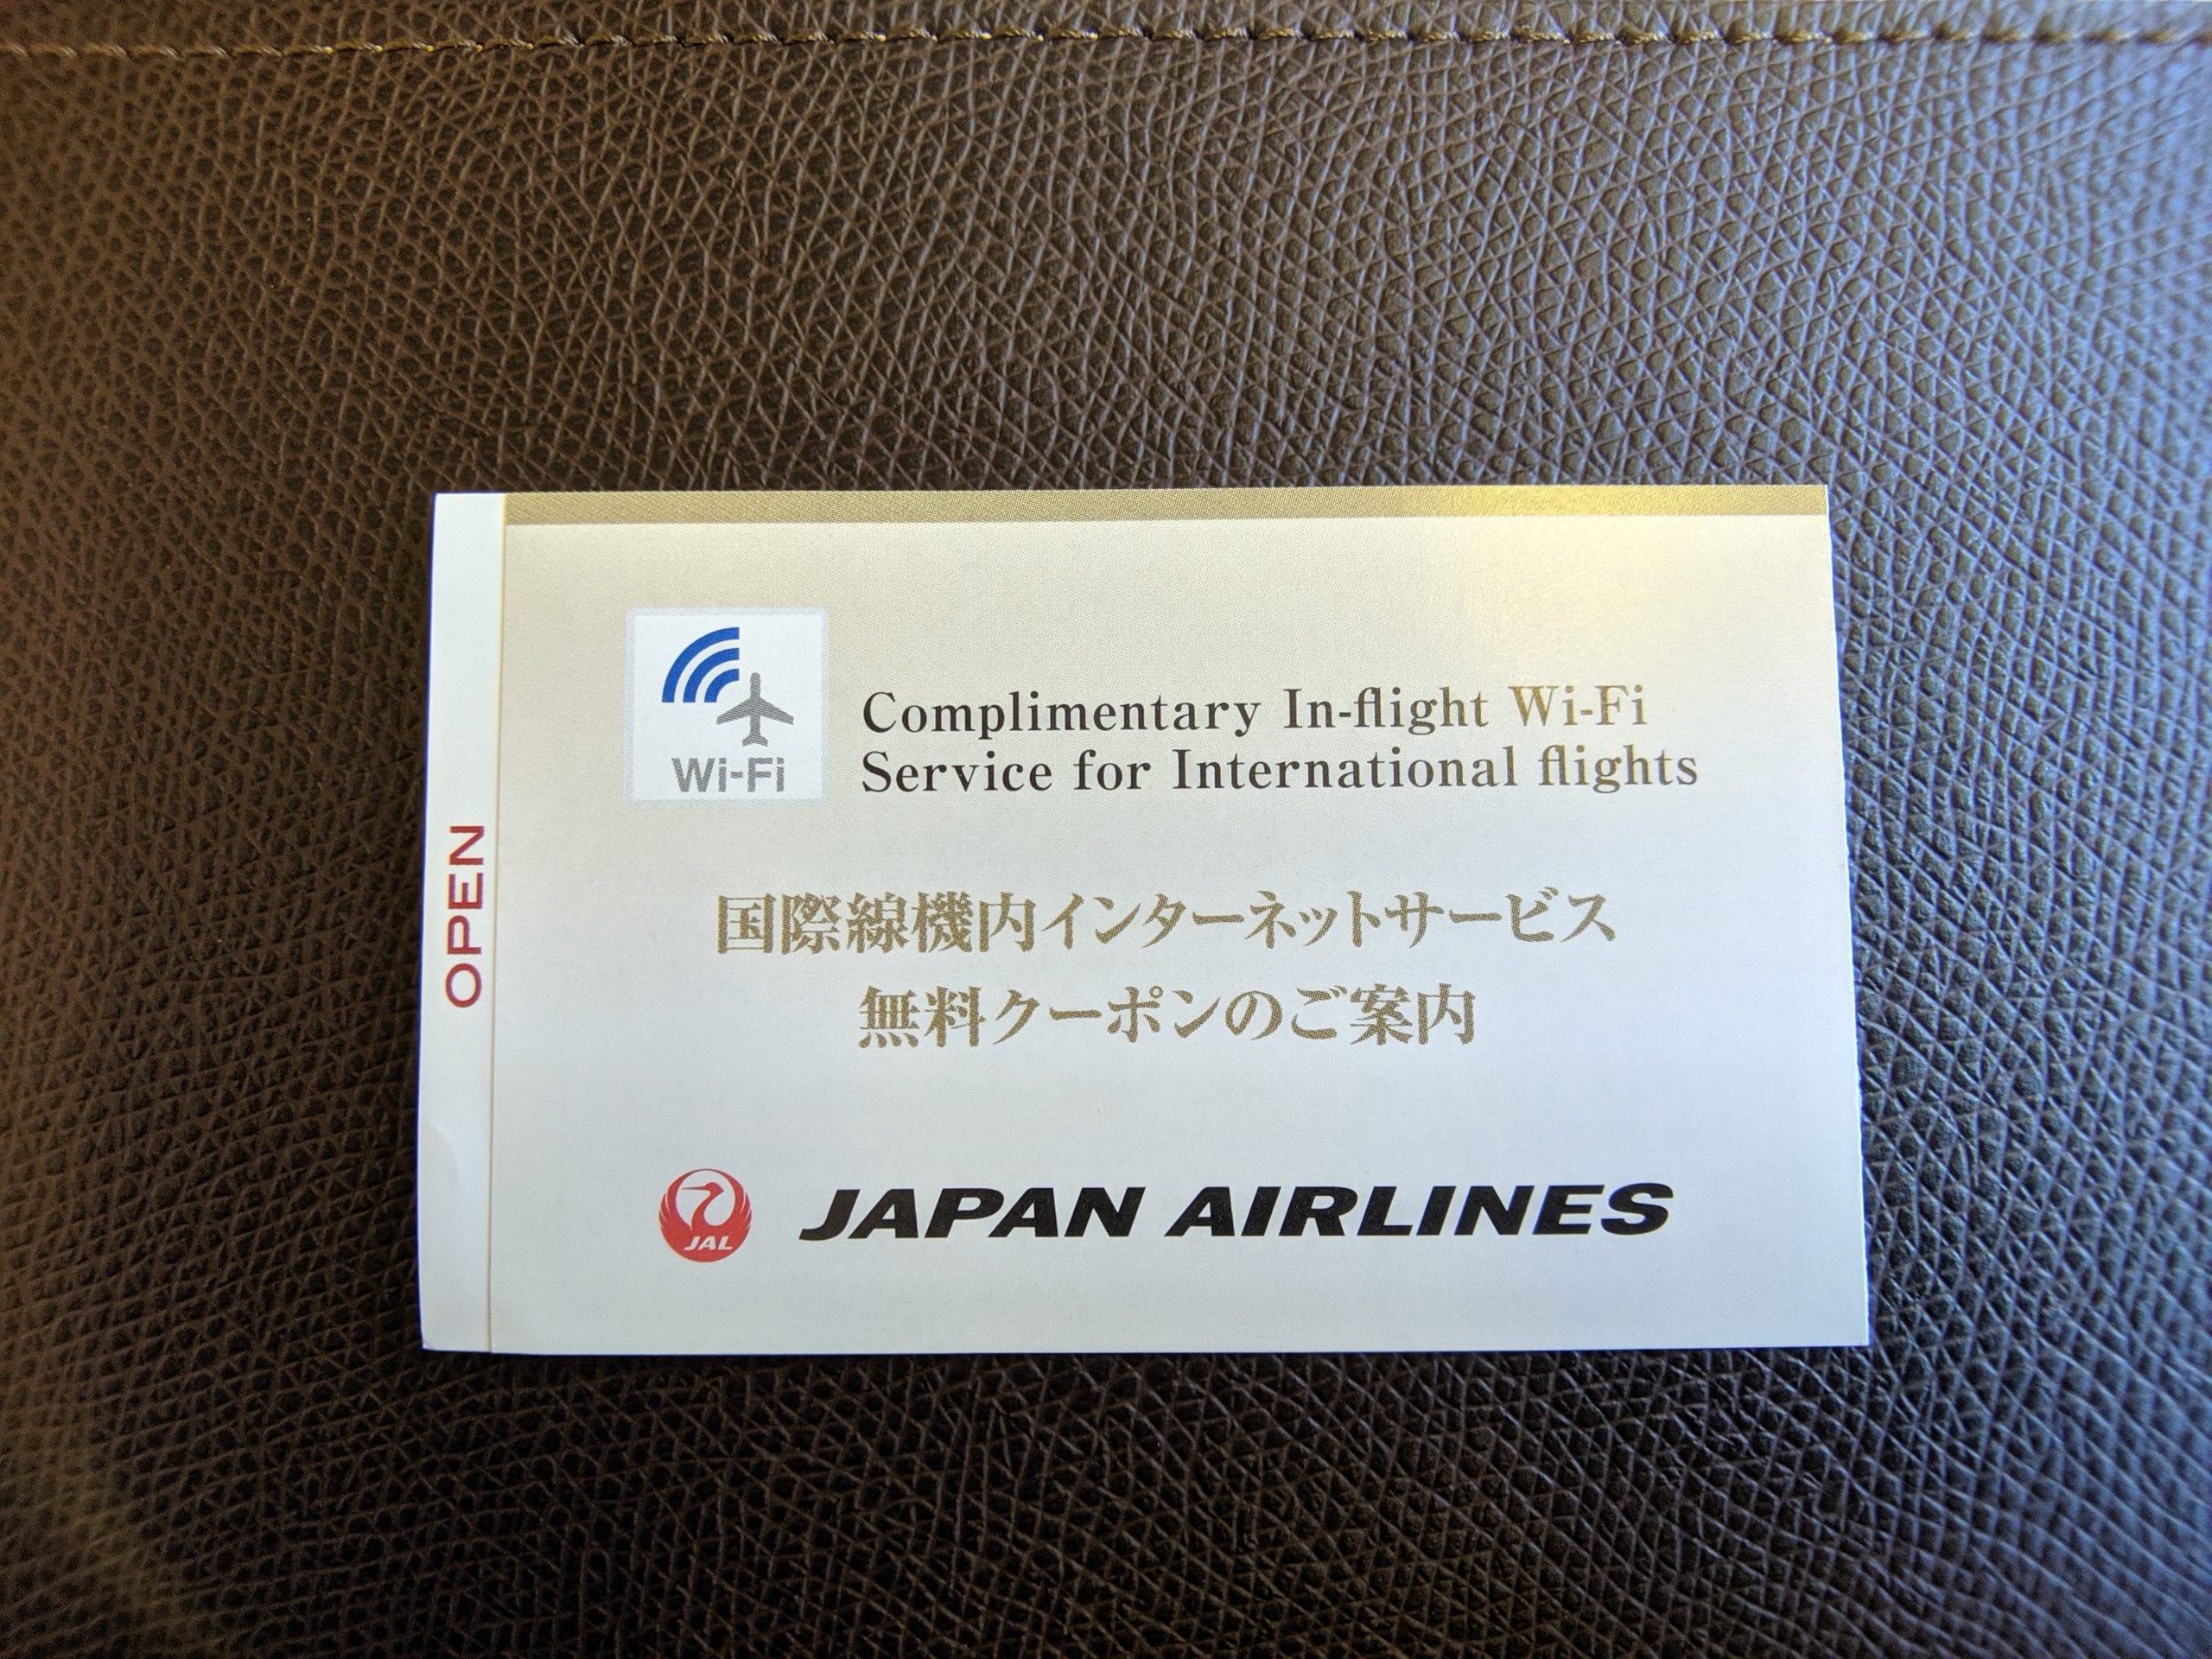 OPEN
Wi-Fi
Complimentary In-flight Wi-Fi
Service for International flights
国際線機内インターネットサービス
無料クーポンのご案内
JAL
JAPAN AIRLINES